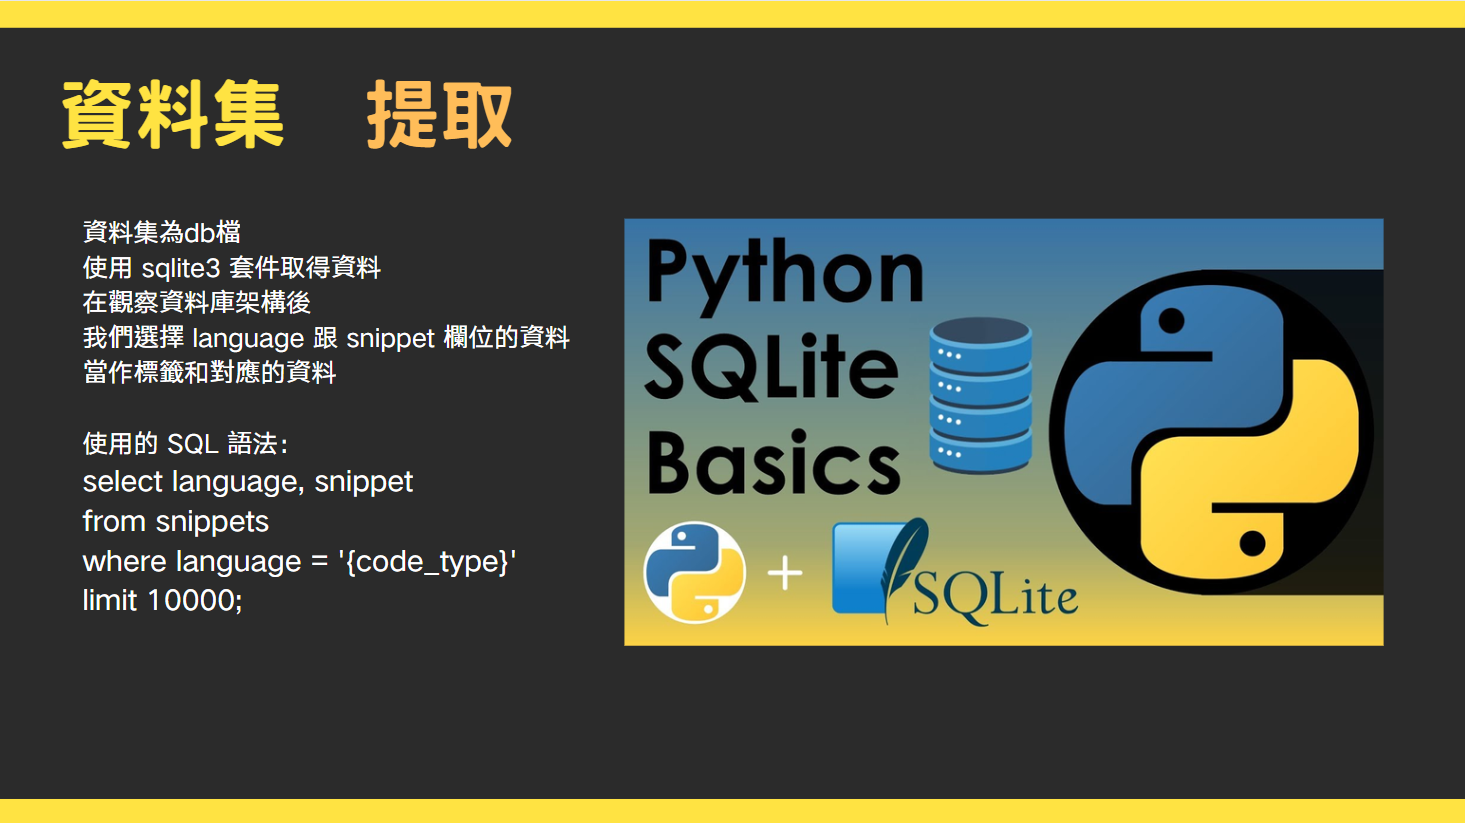 資料集 提取
資料集為db檔
使用 sqlite3 套件取得資料
在觀察資料庫架構後
我們選擇 language 跟 snippet 欄位的資料
當作標籤和對應的資料
使用的 SQL 語法:
select language, snippet
from snippets
where language = '{code_type}'
limit 10000;
Python
SQLite
Basics
+
SQLite